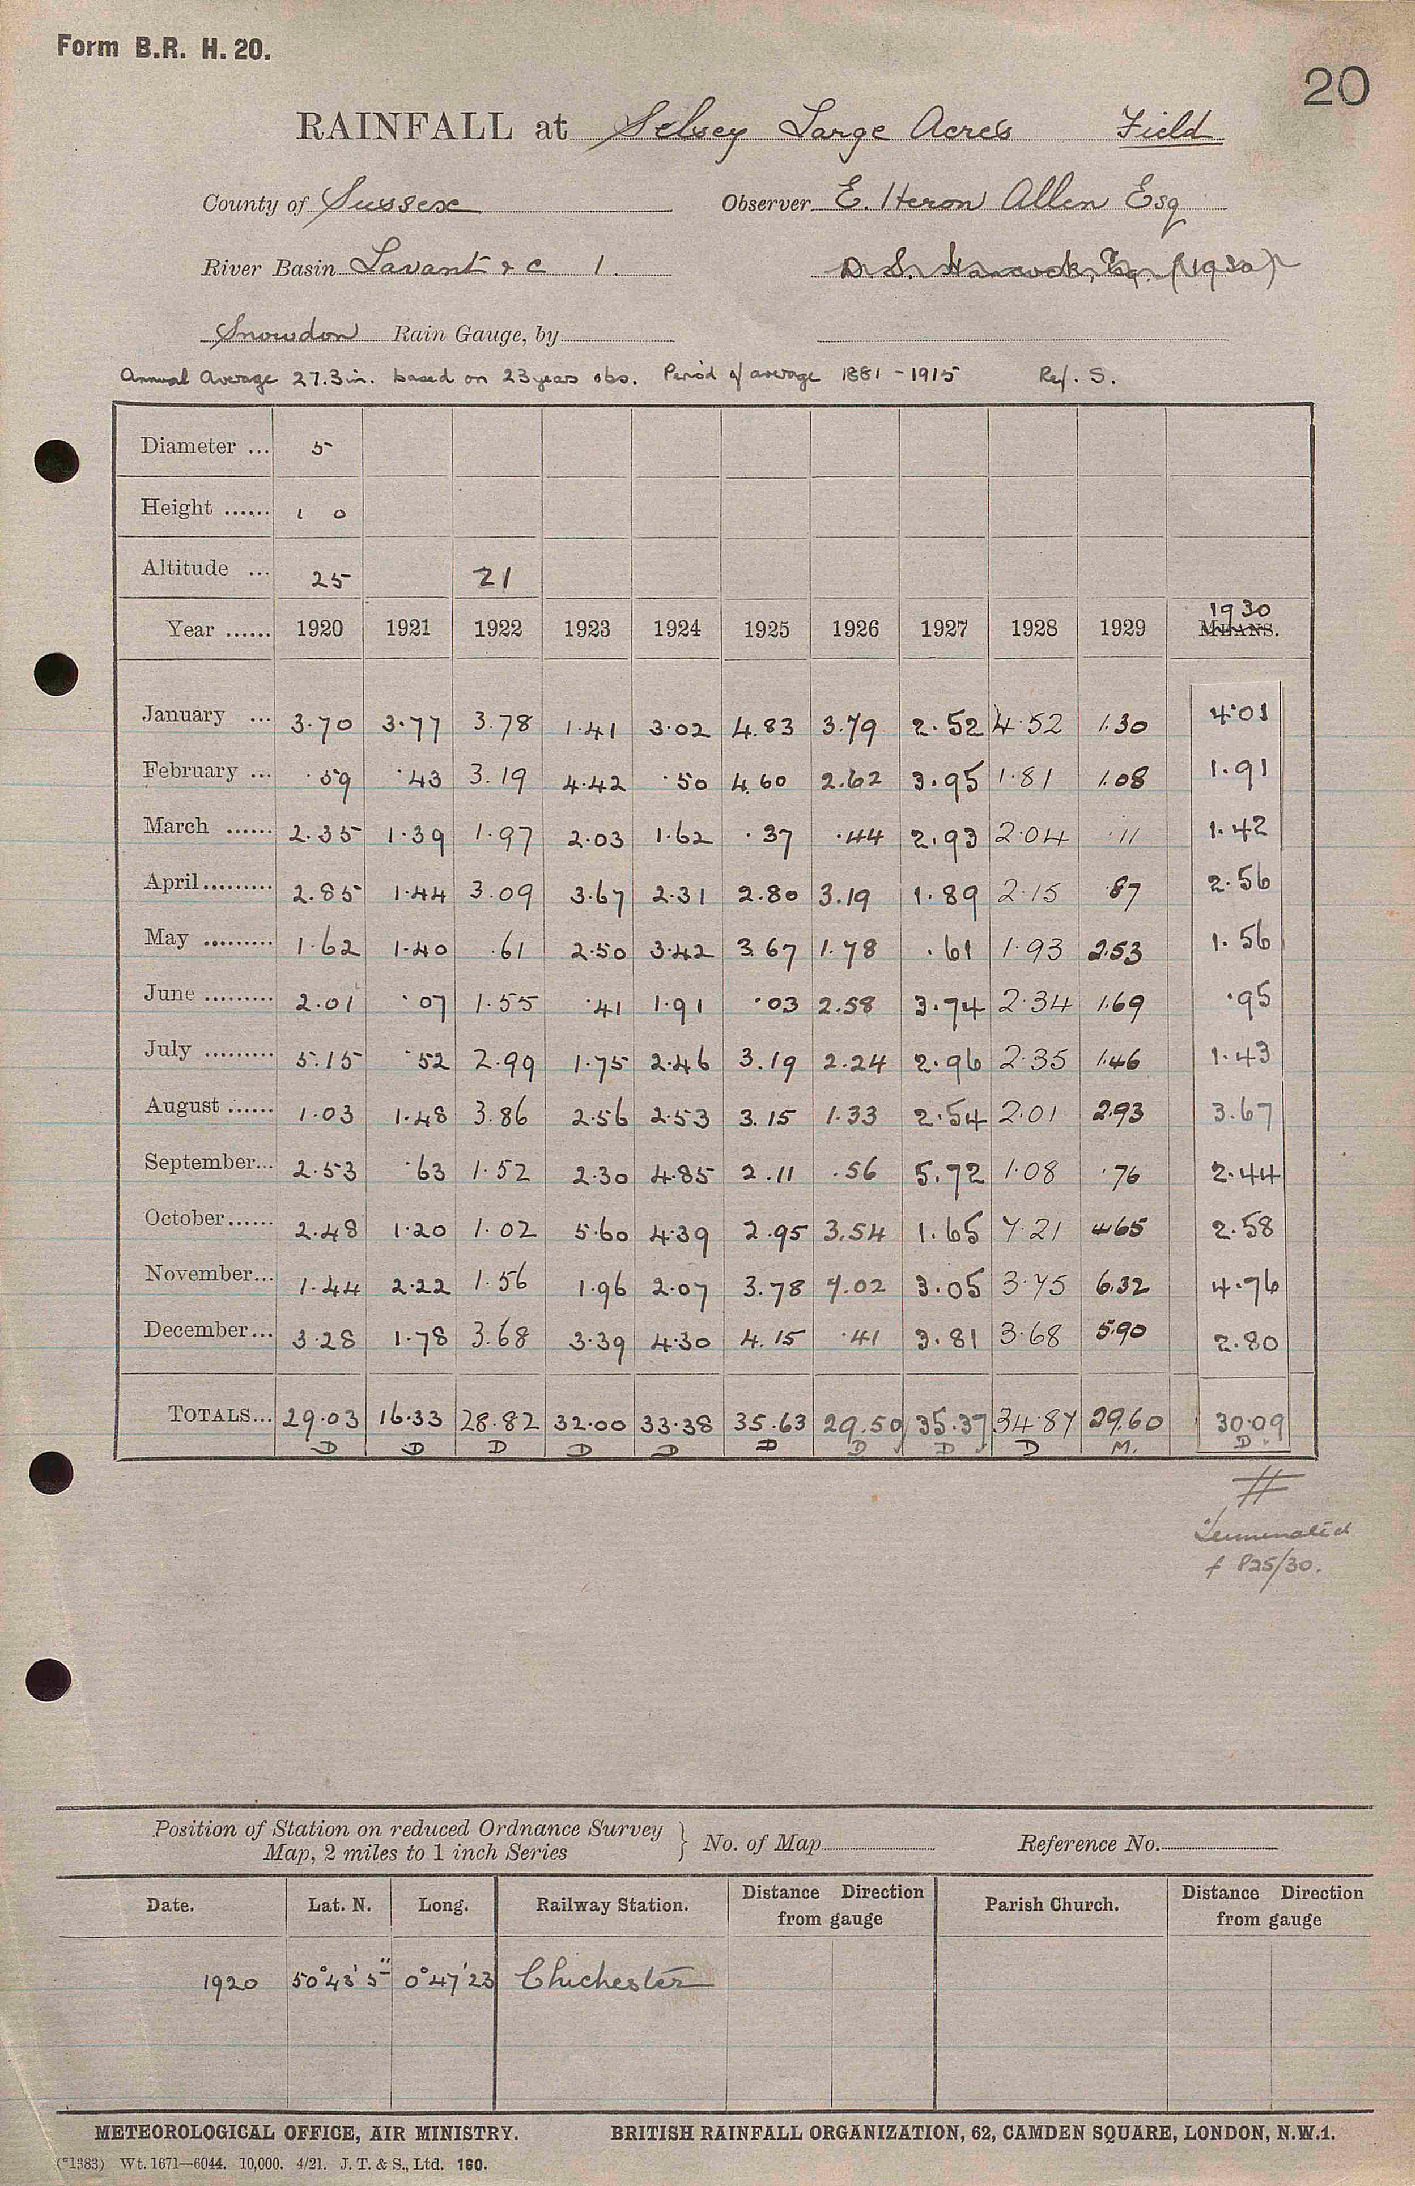 Form B.R. H. 20.
20
RAINFALL at Selsey Large Acres Field
County of Sussex Observer E. Heron Allen Esq
River Basin Lavant & c 1. D. S. Hancock, Esq. (1930)
Snowdon Rain Gauge, by
Annual Average 27.3 in. based on 23 years obs. Period of average 1881 - 1915 Ref. S.
Diameter ... 5
Height ...... 1 0
Altitude ... 25 21
Year ...... 1920 1921 1922 1923 1924 1925 1926 1927 1928 1929 1930 MEANS.
January ... 3.70 3.77 3.78 1.41 3.02 4.83 3.79 2.52 4.52 1.30 4.01
February ... .59 .43 3.19 4.42 .50 4.60 2.62 3.95 1.81 1.08 1.91
March ...... 2.35 1.39 1.97 2.03 1.62 .37 .44 2.93 2.04 .11 1.42
April ......... 2.85 1.44 3.09 3.67 2.31 2.80 3.19 1.89 2.15 .87 2.56
May ......... 1.62 1.40 .61 2.50 3.42 3.67 1.78 .61 1.93 2.53 1.56
June ......... 2.01 .07 1.55 .41 1.91 .03 2.58 3.74 2.34 1.69 .95
July ......... 5.15 .52 2.99 1.75 2.46 3.19 2.24 2.96 2.35 1.46 1.43
August ...... 1.03 1.48 3.86 2.56 2.53 3.15 1.33 2.54 2.01 2.93 3.67
September... 2.53 .63 1.52 2.30 4.85 2.11 .56 5.72 1.08 .76 2.44
October...... 2.48 1.20 1.02 5.60 4.39 2.95 3.54 1.65 7.21 4.65 2.58
November... 1.44 2.22 1.56 1.96 2.07 3.78 7.02 3.05 3.75 6.32 4.76
December... 3.28 1.78 3.68 3.39 4.30 4.15 .41 3.81 3.68 5.90 2.80
TOTALS... 29.03 16.33 28.82 32.00 33.38 35.63 29.50 35.37 34.87 29.60 30.09
D D D D D D D D D M. D.
#
Terminated
f 825/30.
Position of Station on reduced Ordnance Survey
Map, 2 miles to 1 inch Series } No. of Map Reference No.
Date. Lat. N. Long. Railway Station. Distance Direction from gauge Parish Church. Distance Direction from gauge
1920 50°43'5" 0°47'23 Chichester
METEOROLOGICAL OFFICE, AIR MINISTRY. BRITISH RAINFALL ORGANIZATION, 62, CAMDEN SQUARE, LONDON, N.W.1.
(*1383) Wt. 1671—6044. 10,000. 4/21. J. T. & S., Ltd. 160.